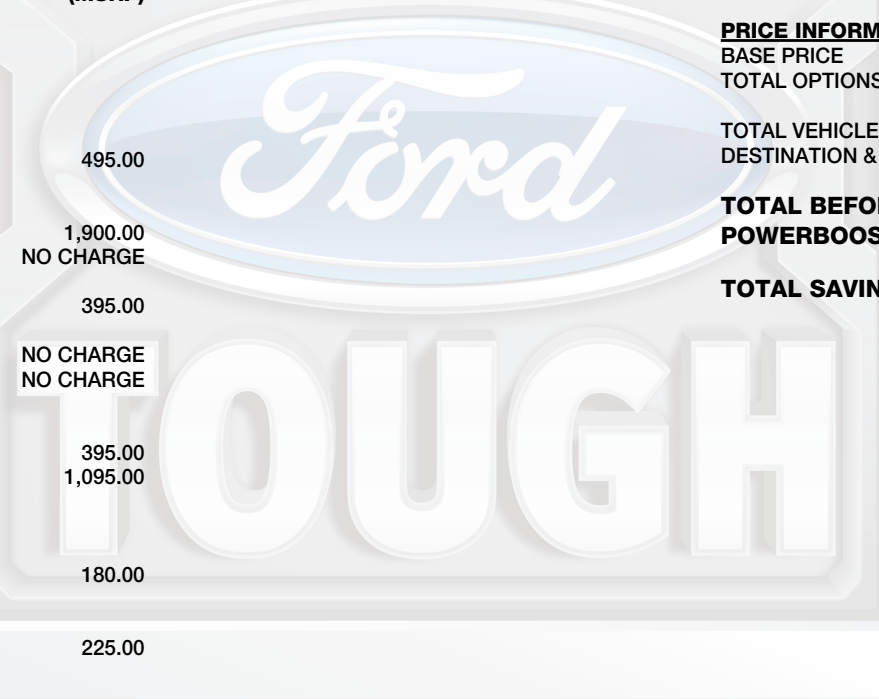 (MSRP)
495.00
1,900.00
NO CHARGE
395.00
NO CHARGE
NO CHARGE
395.00
1,095.00
180.00
225.00
PRICE INFORM
BASE PRICE
TOTAL OPTIONS
TOTAL VEHICLE
DESTINATION &
TOTAL BEFO
POWERBOOS
TOTAL SAVIN
Ford
TOUGH